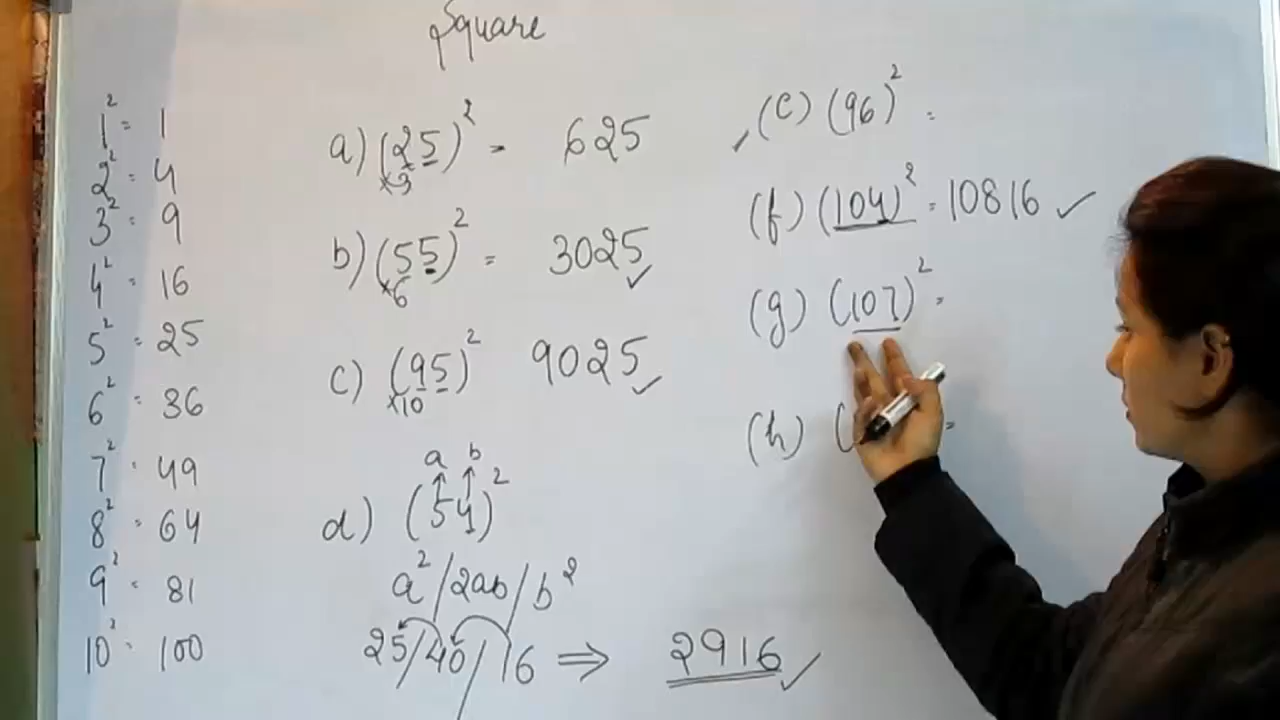 Square
1² = 1
2² = 4
3² = 9
4² = 16
5² = 25
6² = 36
7² = 49
8² = 64
9² = 81
10² = 100
a) (25)² = 625
×3
b) (55)² = 3025 ✓
×6
c) (95)² 9025 ✓
×10
a b
d) (54)²
a²/2ab/b²
25/40/16 ⇒ 2916 ✓
✓ (C) (96)² =
(f) (104)² = 10816 ✓
(g) (107)² =
(h) ( =